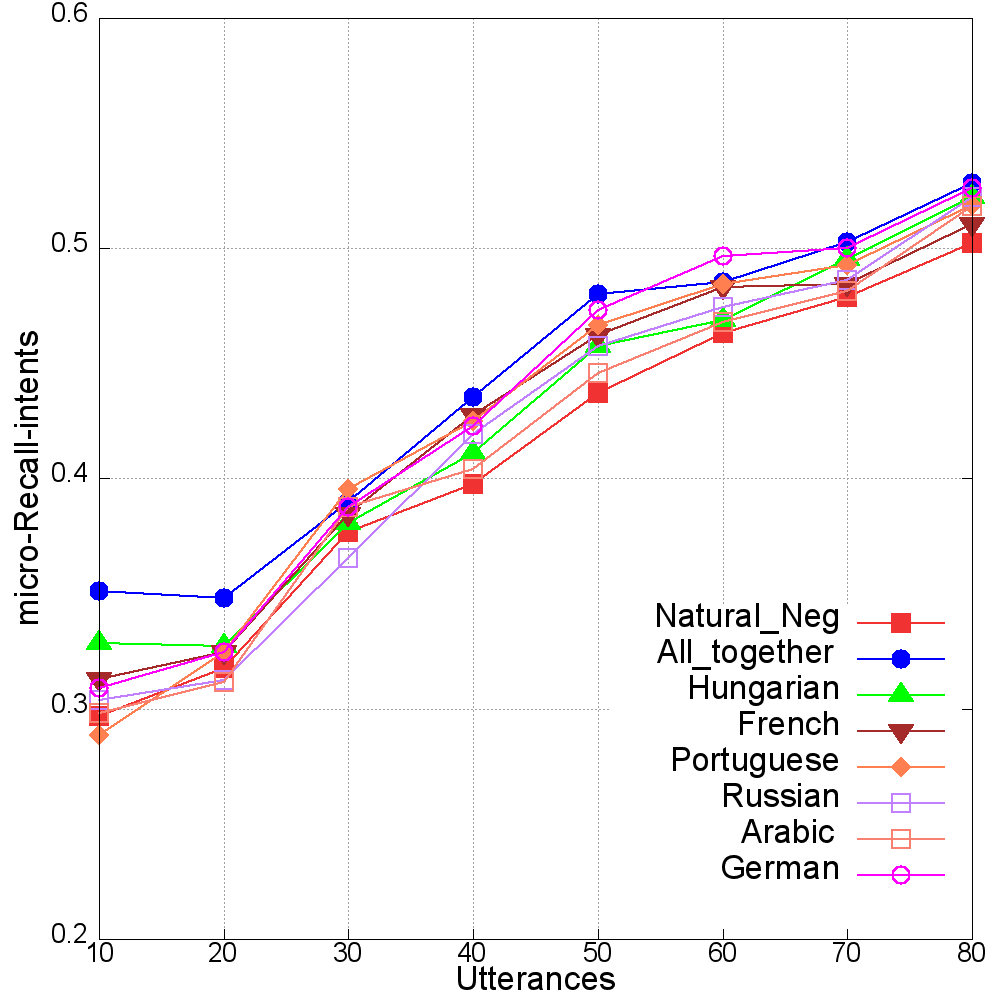 0.6
0.5
0.4
0.3
0.2
micro-Recall-intents
Natural_Neg
All_together
Hungarian
French
Portuguese
Russian
Arabic
German
10 20 30 40 50 60 70 80
Utterances